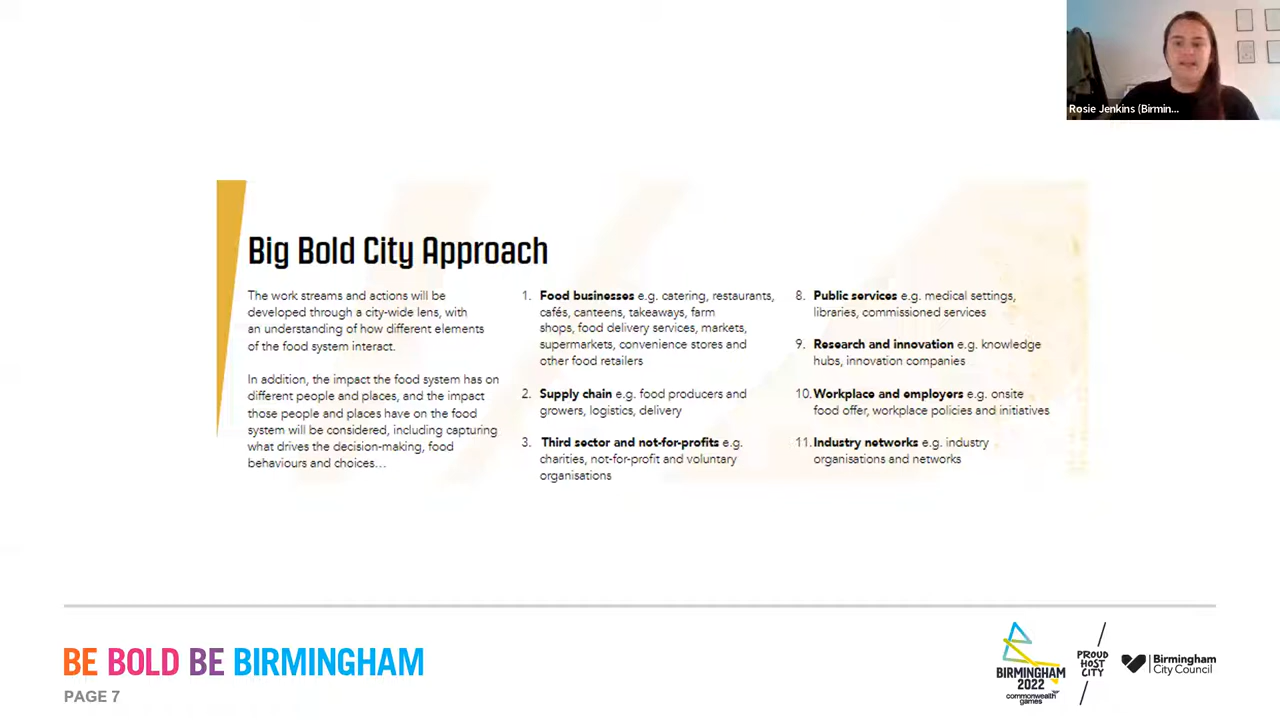 Rosie Jenkins (Birmin...
Big Bold City Approach
The work streams and actions will be
developed through a city-wide lens, with
an understanding of how different elements
of the food system interact.
In addition, the impact the food system has on
different people and places, and the impact
those people and places have on the food
system will be considered, including capturing
what drives the decision-making, food
behaviours and choices...
1. Food businesses e.g. catering, restaurants,
cafés, canteens, takeaways, farm
shops, food delivery services, markets,
supermarkets, convenience stores and
other food retailers
2. Supply chain e.g. food producers and
growers, logistics, delivery
3. Third sector and not-for-profits e.g.
charities, not-for-profit and voluntary
organisations
8. Public services e.g. medical settings,
libraries, commissioned services
9. Research and innovation e.g. knowledge
hubs, innovation companies
10. Workplace and employers e.g. onsite
food offer, workplace policies and initiatives
11. Industry networks e.g. industry
organisations and networks
BE BOLD BE BIRMINGHAM
PAGE 7
BIRMINGHAM
2022
commonwealth
games
PROUD
HOST
CITY
Birmingham
City Council